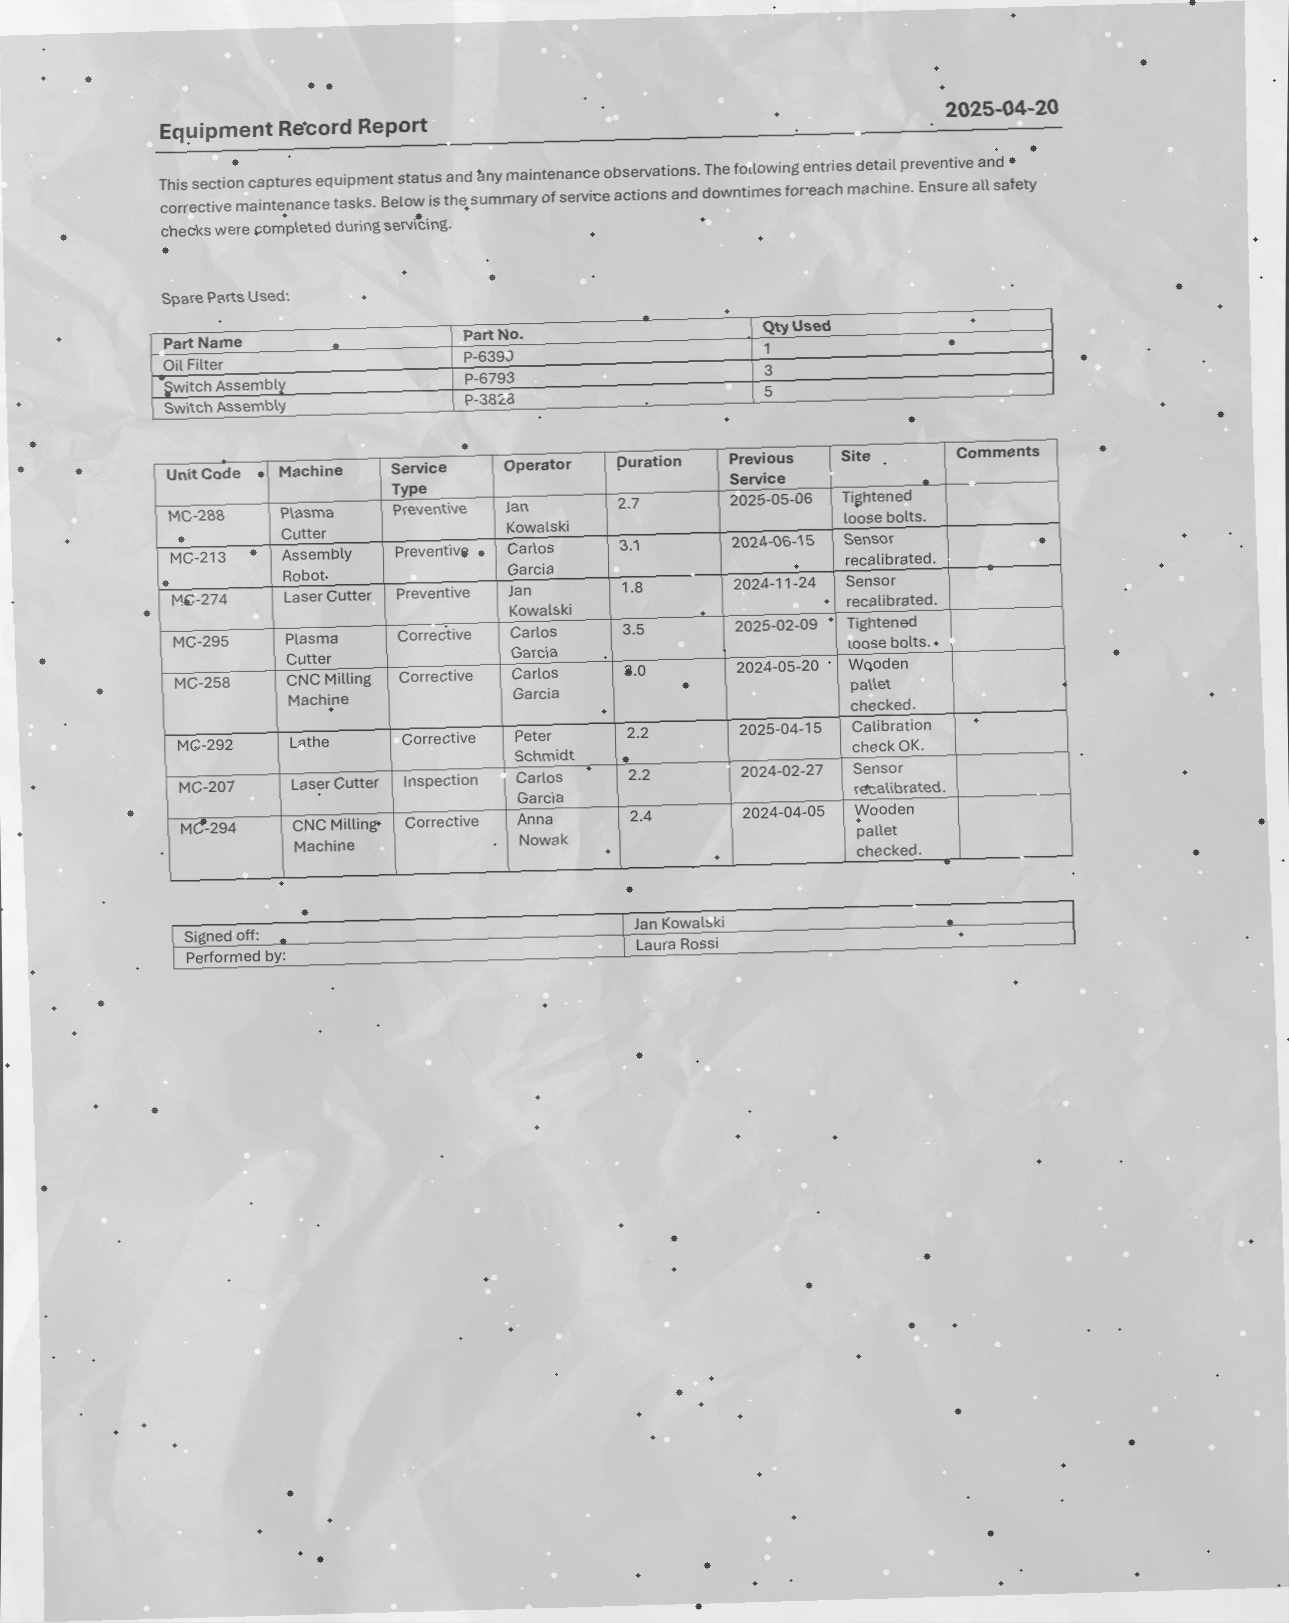 Equipment Record Report
2025-04-20
This section captures equipment status and any maintenance observations. The following entries detail preventive and
corrective maintenance tasks. Below is the summary of service actions and downtimes for each machine. Ensure all safety
checks were completed during servicing.
Spare Parts Used:
Part Name Part No. Qty Used
Oil Filter P-6390 1
Switch Assembly P-6793 3
Switch Assembly P-3828 5
Unit Code Machine Service Type Operator Duration Previous Service Site Comments
MC-288 Plasma Cutter Preventive Jan Kowalski 2.7 2025-05-06 Tightened loose bolts.
MC-213 Assembly Robot Preventive Carlos Garcia 3.1 2024-06-15 Sensor recalibrated.
MC-274 Laser Cutter Preventive Jan Kowalski 1.8 2024-11-24 Sensor recalibrated.
MC-295 Plasma Cutter Corrective Carlos Garcia 3.5 2025-02-09 Tightened loose bolts.
MC-258 CNC Milling Machine Corrective Carlos Garcia 2024-05-20 Wooden pallet checked.
MC-292 Lathe Corrective Peter Schmidt 2.2 2025-04-15 Calibration check OK.
MC-207 Laser Cutter Inspection Carlos Garcia 2.2 2024-02-27 Sensor recalibrated.
MC-294 CNC Milling Machine Corrective Anna Nowak 2.4 2024-04-05 Wooden pallet checked.
Signed off: Jan Kowalski
Performed by: Laura Rossi